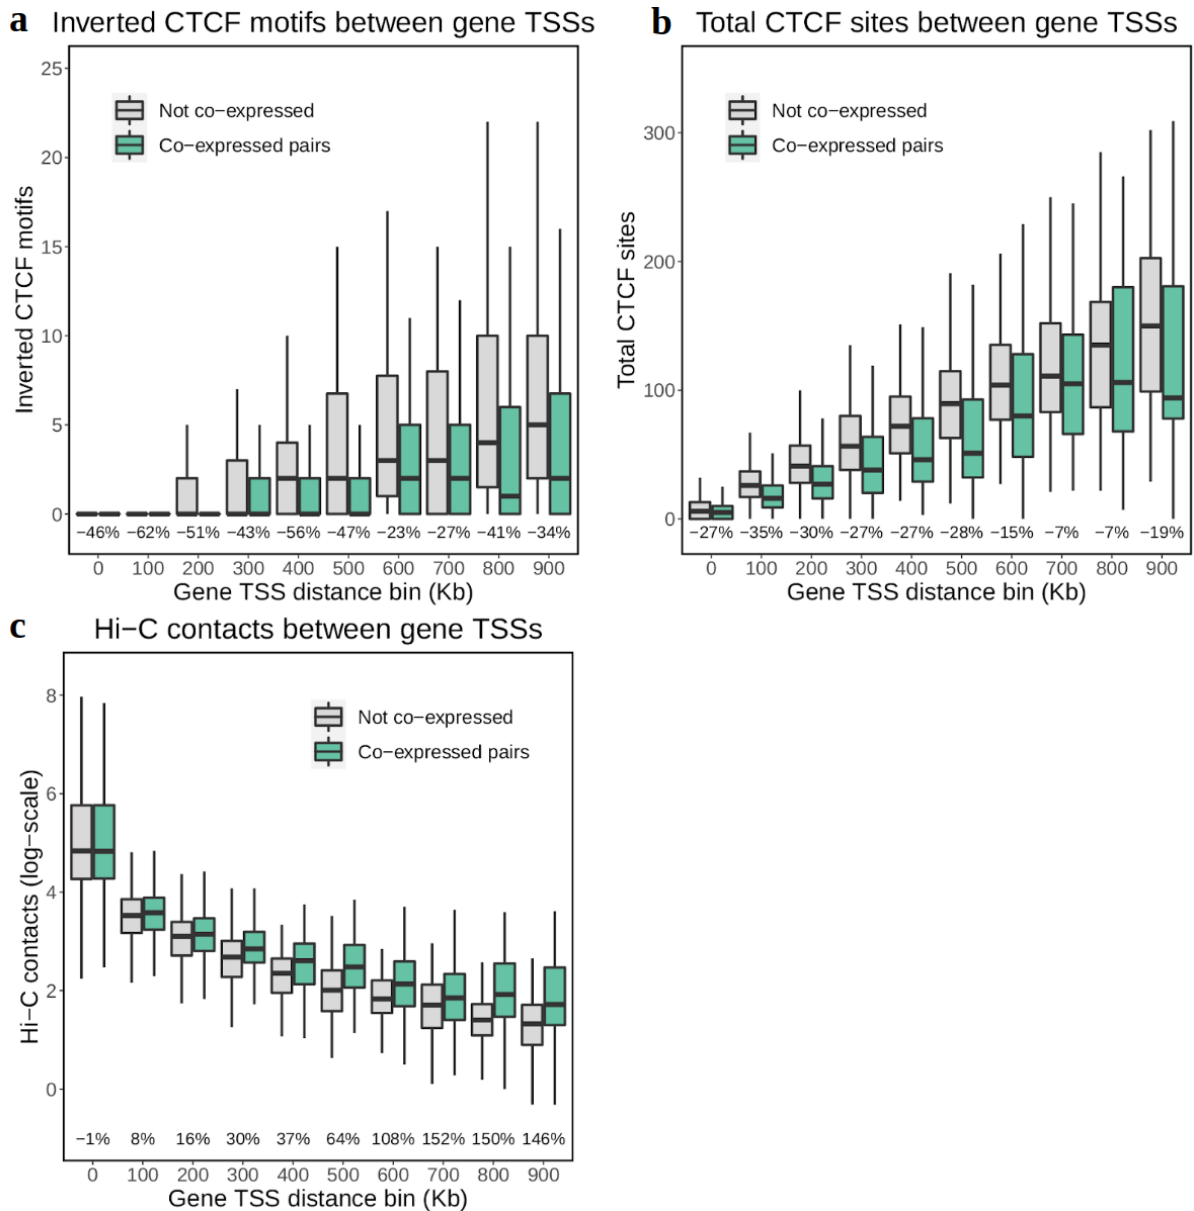 a Inverted CTCF motifs between gene TSSs
25
20
15
10
5
0
Inverted CTCF motifs
Not co−expressed
Co−expressed pairs
−46% −62% −51% −43% −56% −47% −23% −27% −41% −34%
0 100 200 300 400 500 600 700 800 900
Gene TSS distance bin (Kb)
b Total CTCF sites between gene TSSs
300
200
100
0
Total CTCF sites
Not co−expressed
Co−expressed pairs
−27% −35% −30% −27% −27% −28% −15% −7% −7% −19%
0 100 200 300 400 500 600 700 800 900
Gene TSS distance bin (Kb)
c Hi−C contacts between gene TSSs
8
6
4
2
0
Hi−C contacts (log−scale)
Not co−expressed
Co−expressed pairs
−1% 8% 16% 30% 37% 64% 108% 152% 150% 146%
0 100 200 300 400 500 600 700 800 900
Gene TSS distance bin (Kb)